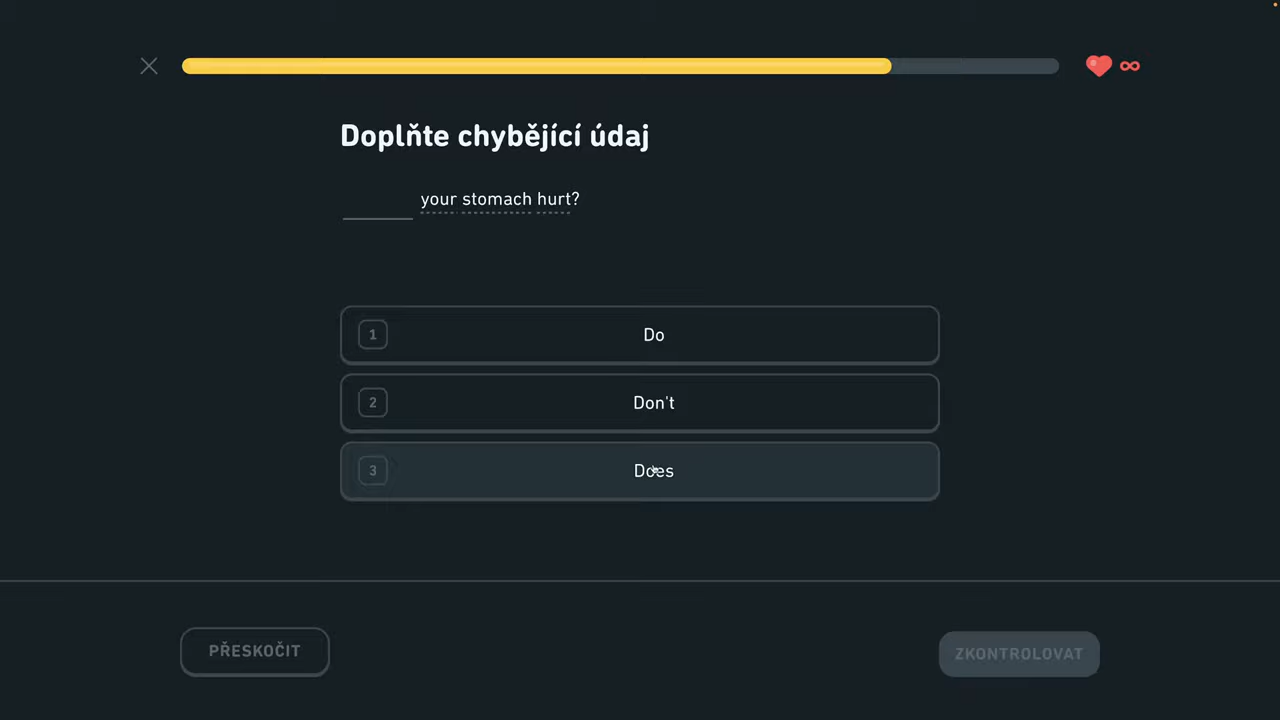 Doplňte chybějící údaj
your stomach hurt?
1 Do
2 Don't
3 Does
PŘESKOČIT
ZKONTROLOVAT